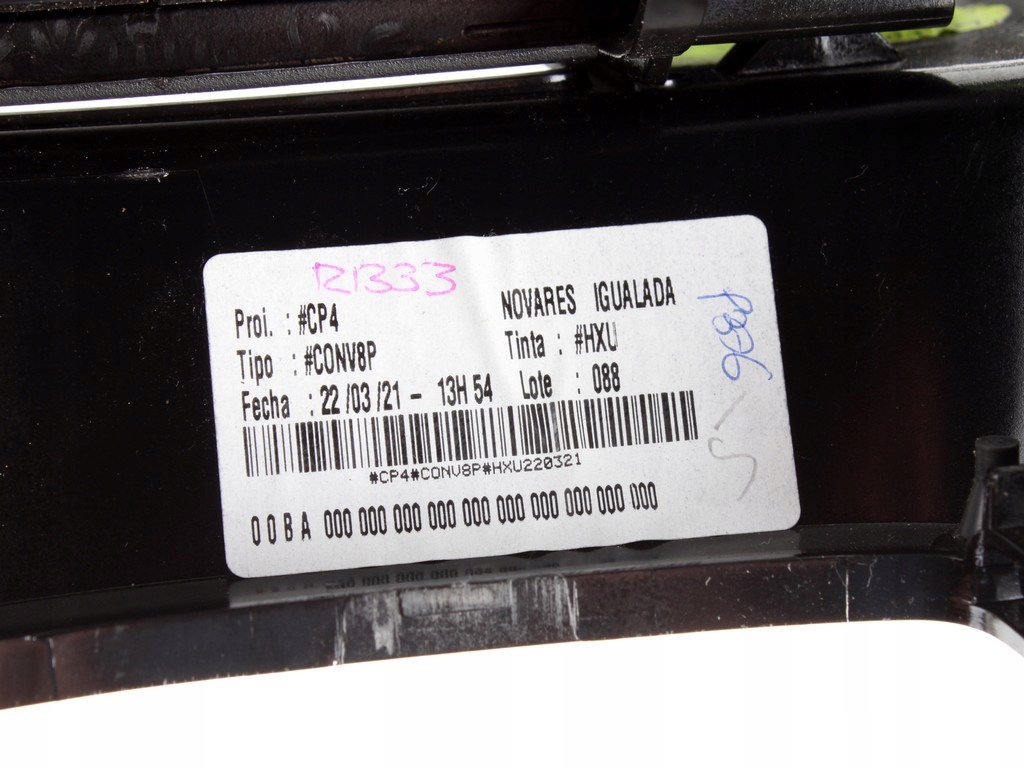 R1333
Proi. : #CP4 NOVARES IGUALADA
Tipo : #CONV8P Tinta : #HXU
Fecha : 22 /03 /21 - 13H 54 Lote : 088
#CP4#CONV8P#HXU220321
0 0 B A 000 000 000 000 000 000 000 000 000 000